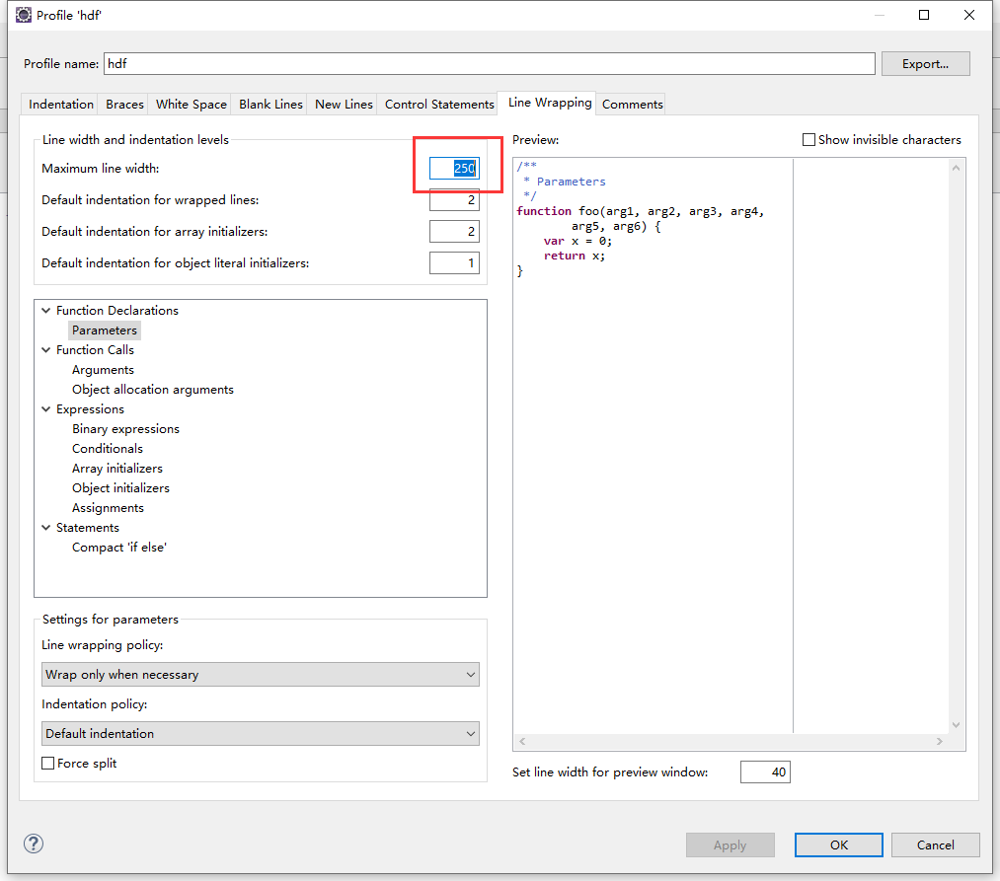 Profile 'hdf'
Profile name: hdf Export...
Indentation Braces White Space Blank Lines New Lines Control Statements Line Wrapping Comments
Line width and indentation levels
Maximum line width: 250
Default indentation for wrapped lines: 2
Default indentation for array initializers: 2
Default indentation for object literal initializers: 1
Function Declarations
Parameters
Function Calls
Arguments
Object allocation arguments
Expressions
Binary expressions
Conditionals
Array initializers
Object initializers
Assignments
Statements
Compact 'if else'
Settings for parameters
Line wrapping policy:
Wrap only when necessary
Indentation policy:
Default indentation
Force split
Preview: Show invisible characters
/**
 * Parameters
 */
function foo(arg1, arg2, arg3, arg4,
        arg5, arg6) {
    var x = 0;
    return x;
}
Set line width for preview window: 40
? Apply OK Cancel